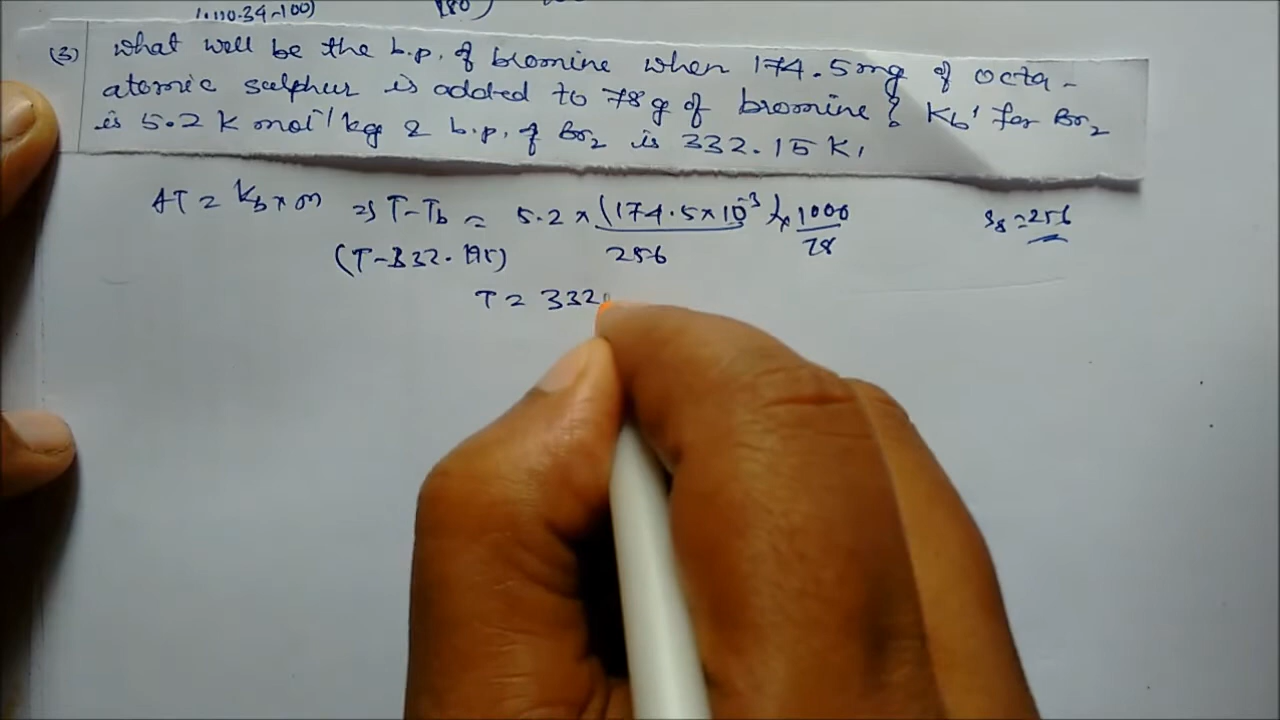 (3) what will be the b.p. of bromine when 174.5mg of octa-
atomic sulphur is added to 78g of bromine? Kb' for Br2
is 5.2 K mol⁻¹ kg & b.p. of Br2 is 332.15 K,
ΔT = Kb × m ⇒ T-Tb = 5.2 × (174.5×10⁻³) × 1000
S8 = 256
(T-332.15) 256 78
T = 332